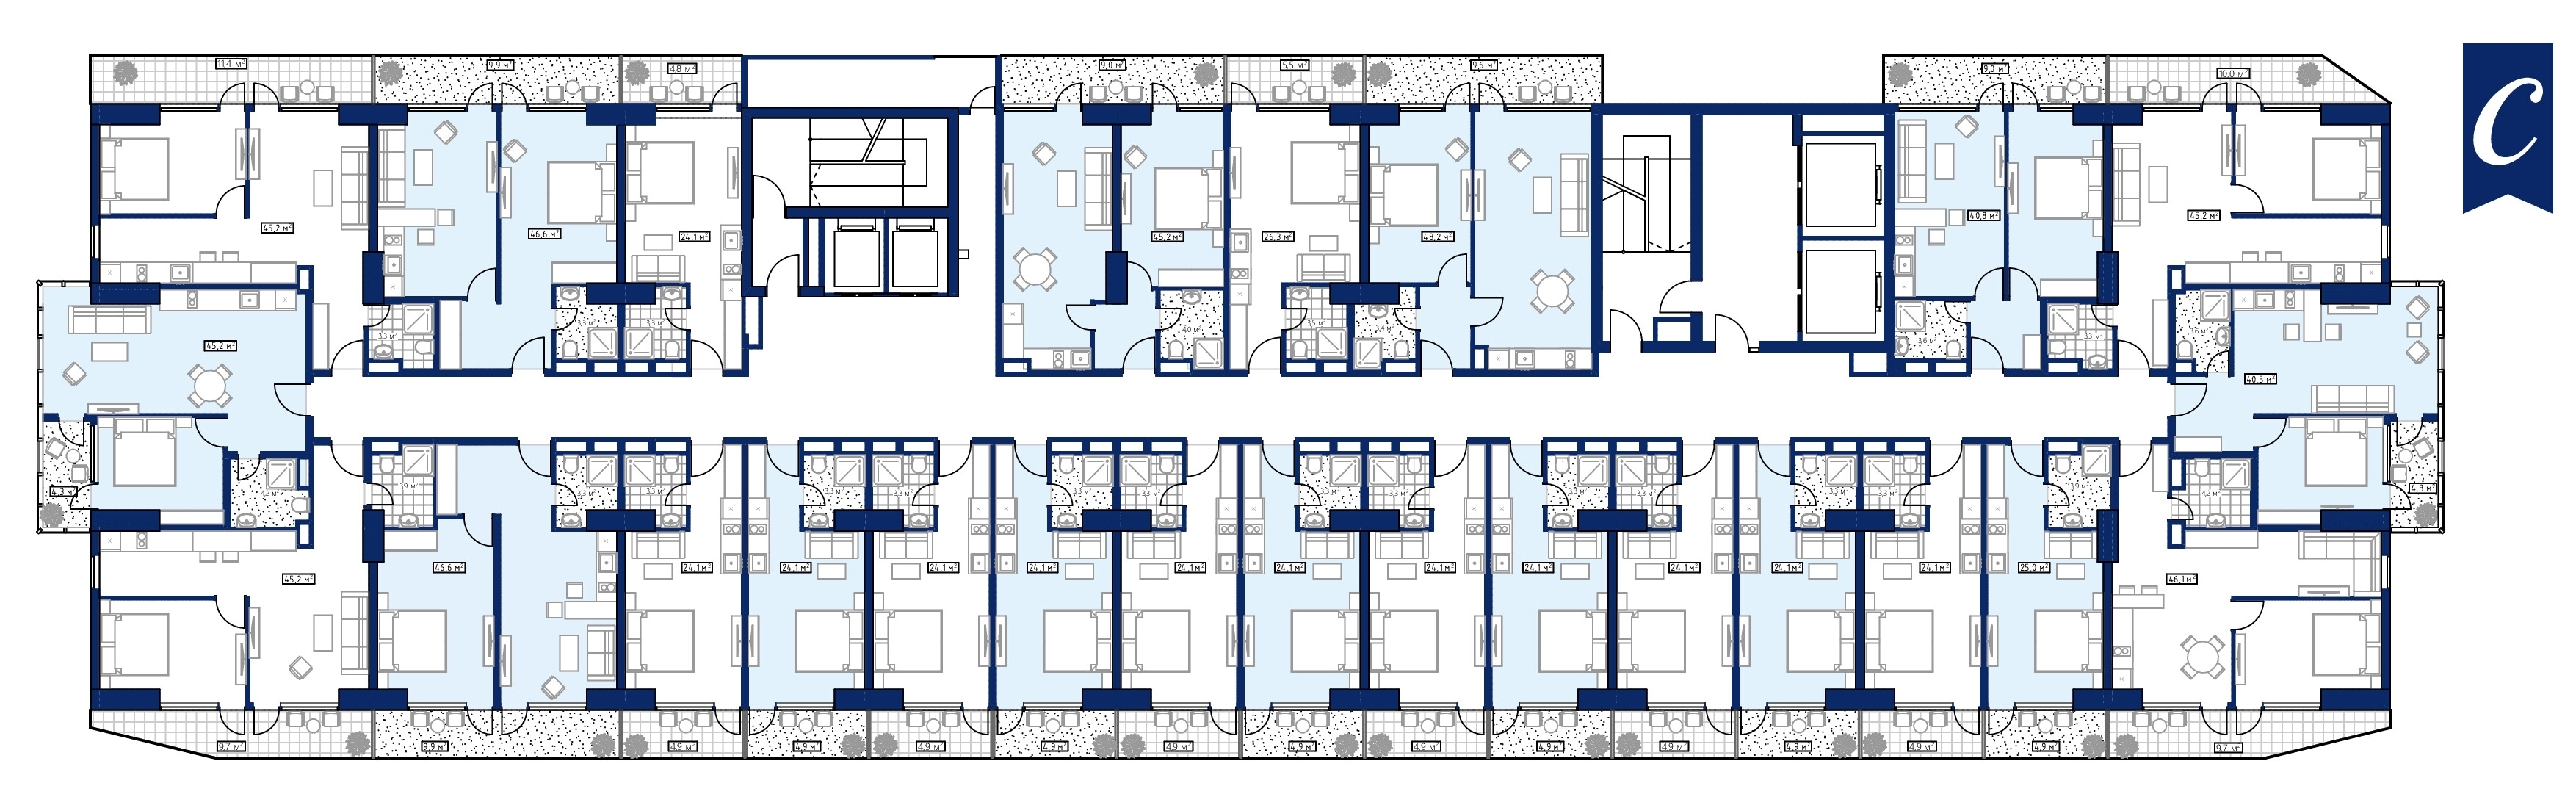 11,4 м²
9,9 м²
4,8 м²
9,0 м²
5,5 м²
9,6 м²
9,0 м²
10,0 м²
C
45,2 м²
46,6 м²
24,1 м²
45,2 м²
26,3 м²
48,2 м²
40,8 м²
45,2 м²
3,3 м²
3,3 м²
3,3 м²
4,0 м²
3,5 м²
3,4 м²
3,6 м²
3,3 м²
3,6 м²
45,2 м²
40,5 м²
4,3 м²
4,2 м²
3,9 м²
3,3 м²
3,3 м²
3,3 м²
3,3 м²
3,3 м²
3,3 м²
3,3 м²
3,3 м²
3,3 м²
3,3 м²
3,3 м²
3,3 м²
3,9 м²
4,2 м²
4,3 м²
45,2 м²
46,6 м²
24,1 м²
24,1 м²
24,1 м²
24,1 м²
24,1 м²
24,1 м²
24,1 м²
24,1 м²
24,1 м²
24,1 м²
24,1 м²
25,0 м²
46,1 м²
9,7 м²
9,9 м²
4,9 м²
4,9 м²
4,9 м²
4,9 м²
4,9 м²
4,9 м²
4,9 м²
4,9 м²
4,9 м²
4,9 м²
4,9 м²
4,9 м²
9,7 м²